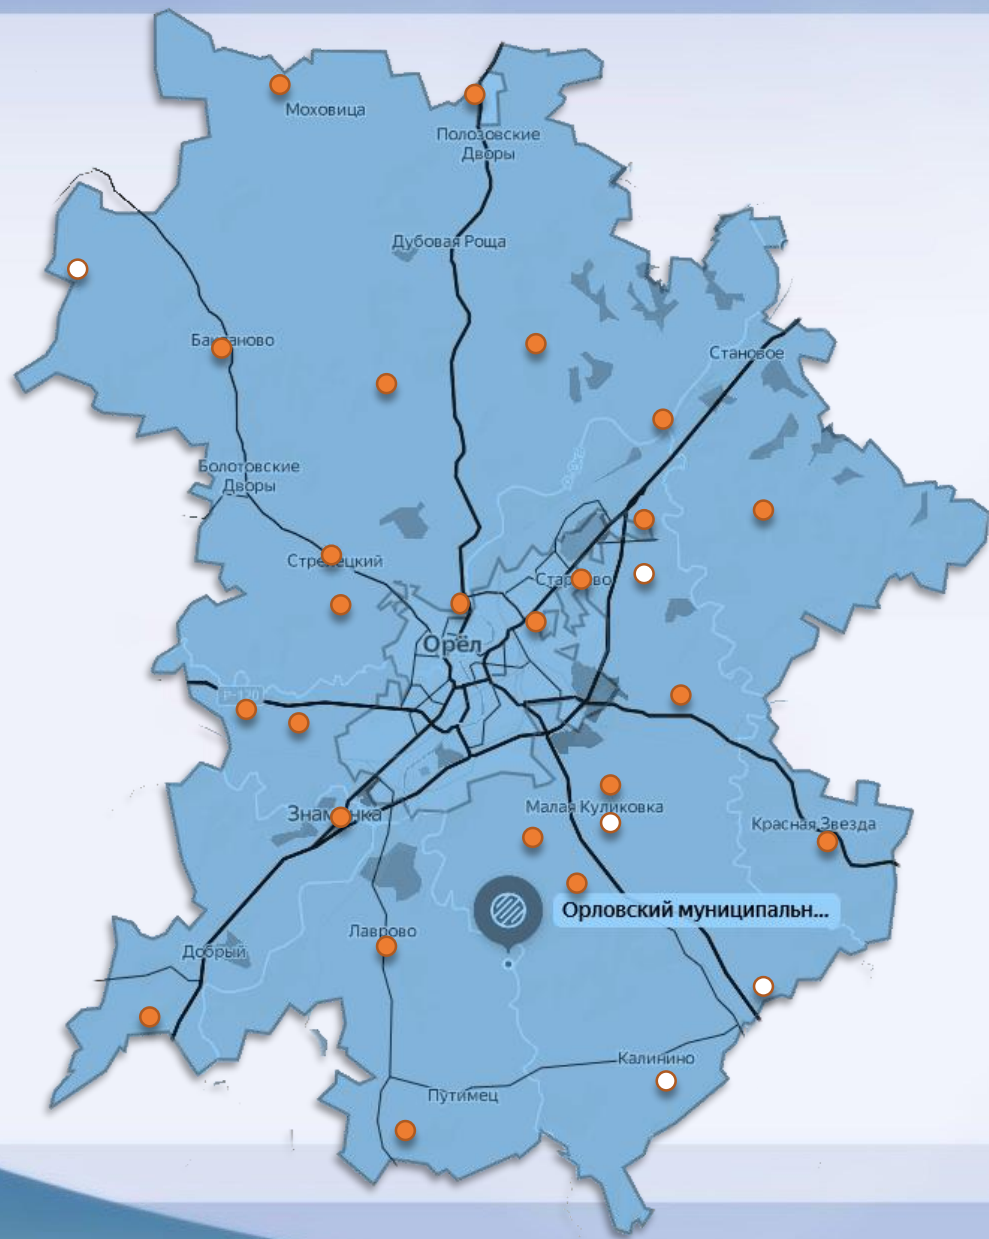 Моховица
Полозовские
Дворы
Дубовая Роща
Становое
Болотовские
Дворы
Стрелецкий
Орёл
Р-120
Знаменка
Малая Куликовка
Красная Звезда
Орловский муниципальн...
Лаврово
Добрый
Калинино
Путимец